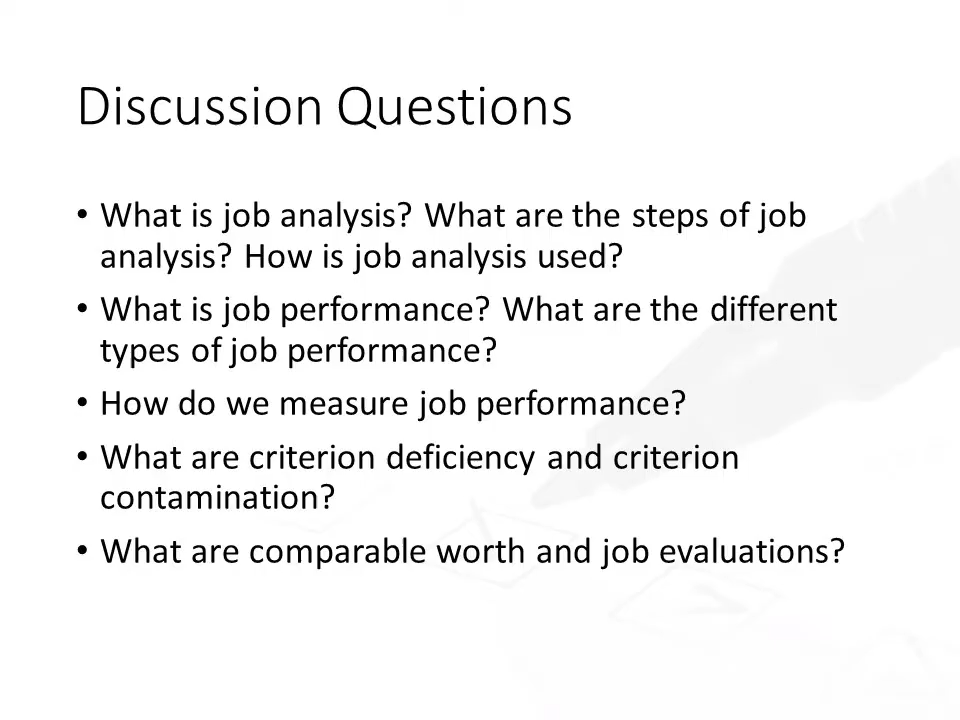 Discussion Questions
• What is job analysis? What are the steps of job
analysis? How is job analysis used?
• What is job performance? What are the different
types of job performance?
• How do we measure job performance?
• What are criterion deficiency and criterion
contamination?
• What are comparable worth and job evaluations?